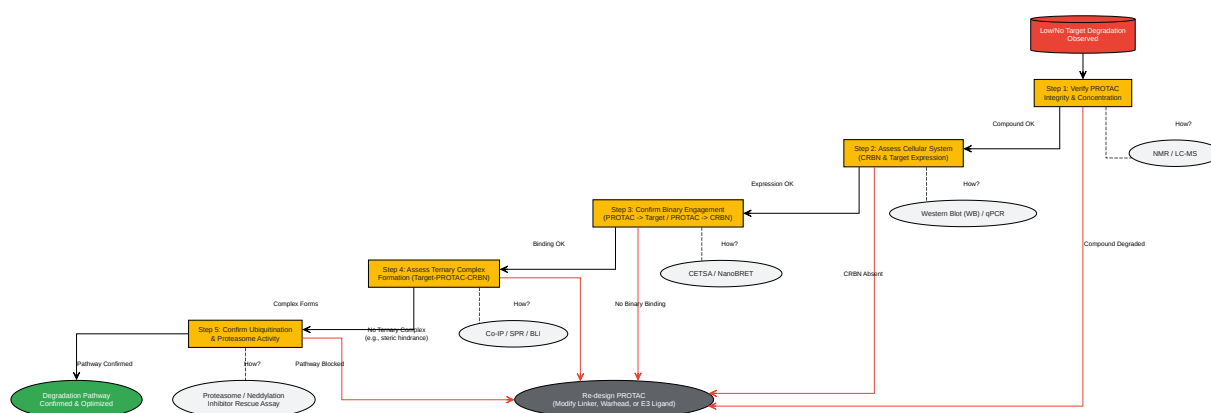 Low/No Target Degradation
Observed
Step 1: Verify PROTAC
Integrity & Concentration
Compound OK
How?
NMR / LC-MS
Step 2: Assess Cellular System
(CRBN & Target Expression)
Expression OK
How?
Western Blot (WB) / qPCR
Step 3: Confirm Binary Engagement
(PROTAC -> Target / PROTAC -> CRBN)
Compound Degraded
Binding OK
How?
CETSA / NanoBRET
CRBN Absent
Step 4: Assess Ternary Complex
Formation (Target-PROTAC-CRBN)
Complex Forms
How?
No Binary Binding
Co-IP / SPR / BLI
Step 5: Confirm Ubiquitination
& Proteasome Activity
No Ternary Complex
(e.g., steric hindrance)
Pathway Confirmed
How?
Pathway Blocked
Degradation Pathway
Confirmed & Optimized
Proteasome / Neddylation
Inhibitor Rescue Assay
Re-design PROTAC
(Modify Linker, Warhead, or E3 Ligand)